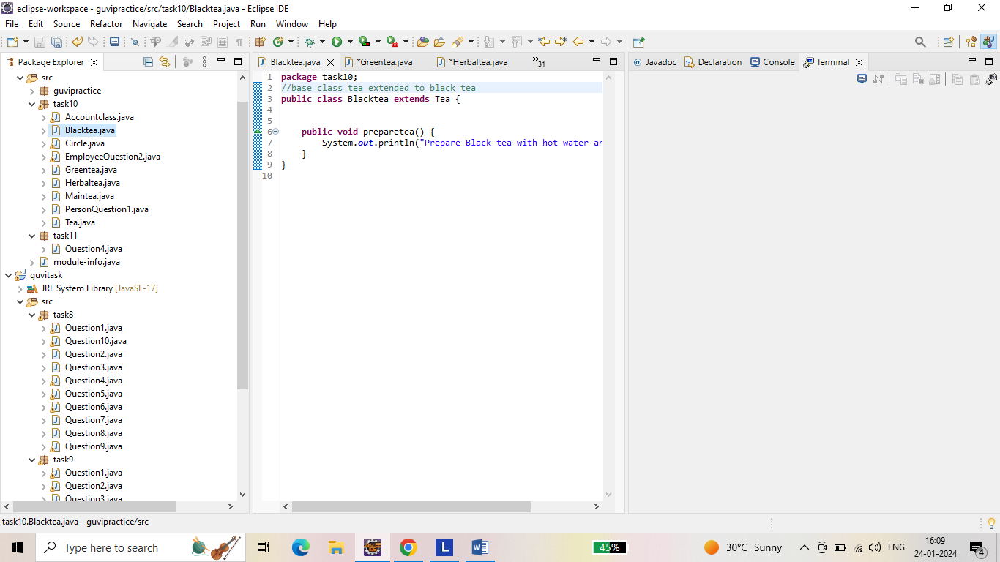 eclipse-workspace - guvipractice/src/task10/Blacktea.java - Eclipse IDE
File Edit Source Refactor Navigate Search Project Run Window Help
Package Explorer
src
guvipractice
task10
Accountclass.java
Blacktea.java
Circle.java
EmployeeQuestion2.java
Greentea.java
Herbaltea.java
Maintea.java
PersonQuestion1.java
Tea.java
task11
Question4.java
module-info.java
guvitask
JRE System Library [JavaSE-17]
src
task8
Question1.java
Question10.java
Question2.java
Question3.java
Question4.java
Question5.java
Question6.java
Question7.java
Question8.java
Question9.java
task9
Question1.java
Question2.java
Question3.java
Blacktea.java *Greentea.java *Herbaltea.java »31
1 package task10;
2 //base class tea extended to black tea
3 public class Blacktea extends Tea {
4
5
6 public void preparetea() {
7 System.out.println("Prepare Black tea with hot water an
8 }
9 }
10
@ Javadoc Declaration Console Terminal
task10.Blacktea.java - guvipractice/src
Type here to search
JAVA EE
IDE
L
W
45%
30°C Sunny
ENG
16:09
24-01-2024
4